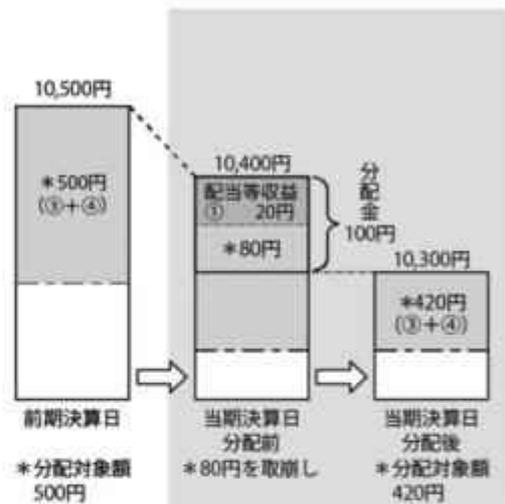 10,500円
＊500円
(③＋④)
前期決算日
＊分配対象額
500円
10,400円
配当等収益
① 20円
＊80円
分配金
100円
当期決算日
分配前
＊80円を取崩し
10,300円
＊420円
(③＋④)
当期決算日
分配後
＊分配対象額
420円